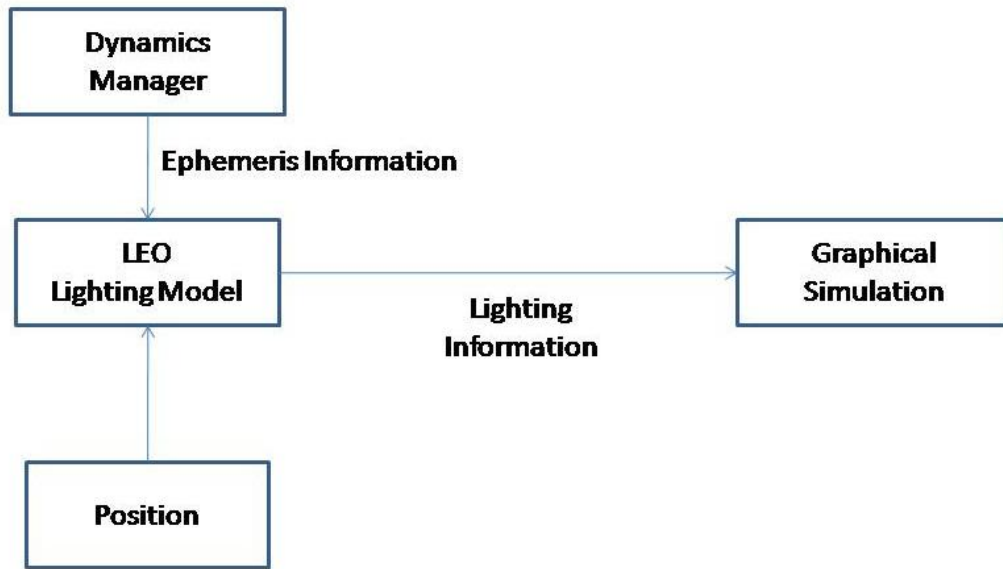 Dynamics
Manager
Ephemeris Information
LEO
Lighting Model
Graphical
Simulation
Lighting
Information
Position